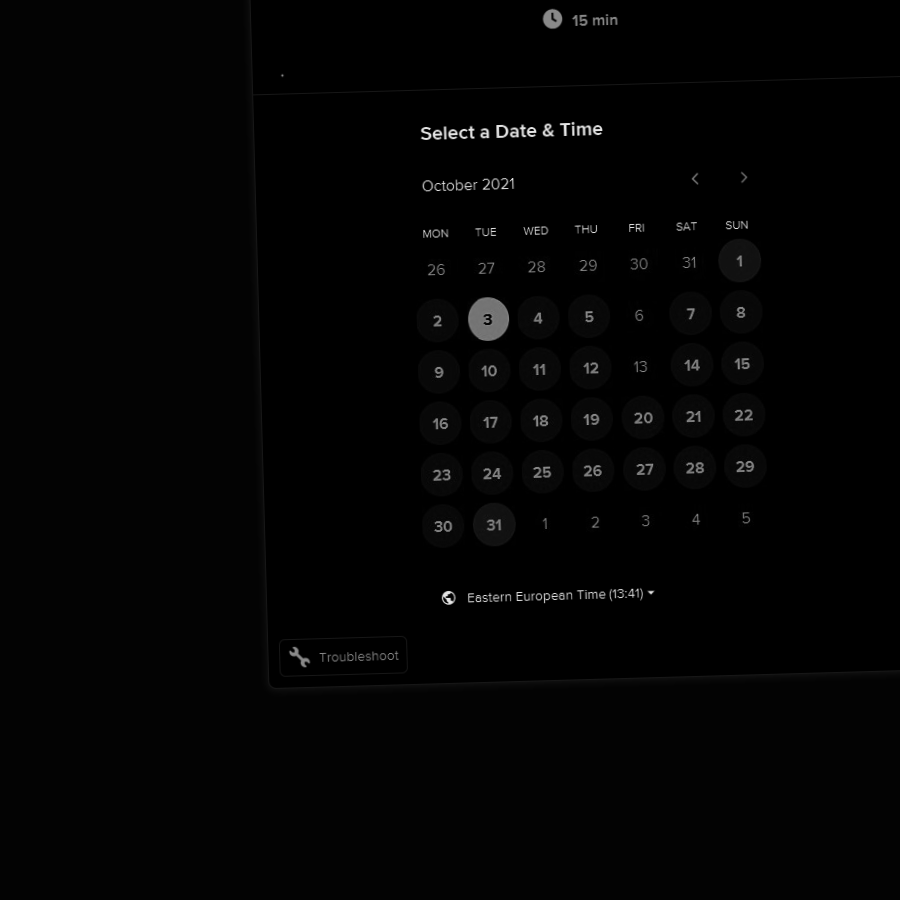 15 min
.
Select a Date & Time
October 2021
MON TUE WED THU FRI SAT SUN
26 27 28 29 30 31 1
2 3 4 5 6 7 8
9 10 11 12 13 14 15
16 17 18 19 20 21 22
23 24 25 26 27 28 29
30 31 1 2 3 4 5
Eastern European Time (13:41)
Troubleshoot